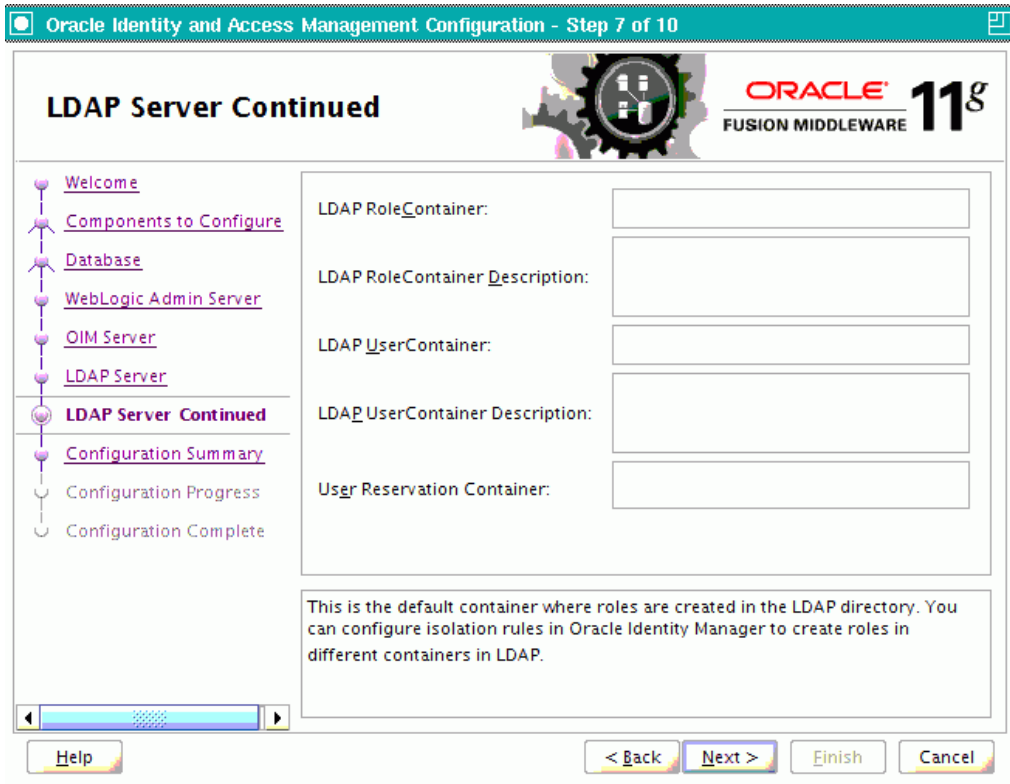 Oracle Identity and Access Management Configuration - Step 7 of 10
LDAP Server Continued
ORACLE
FUSION MIDDLEWARE
11g
Welcome
Components to Configure
Database
WebLogic Admin Server
OIM Server
LDAP Server
LDAP Server Continued
Configuration Summary
Configuration Progress
Configuration Complete
LDAP RoleContainer:
LDAP RoleContainer Description:
LDAP UserContainer:
LDAP UserContainer Description:
User Reservation Container:
This is the default container where roles are created in the LDAP directory. You
can configure isolation rules in Oracle Identity Manager to create roles in
different containers in LDAP.
Help
< Back
Next >
Finish
Cancel